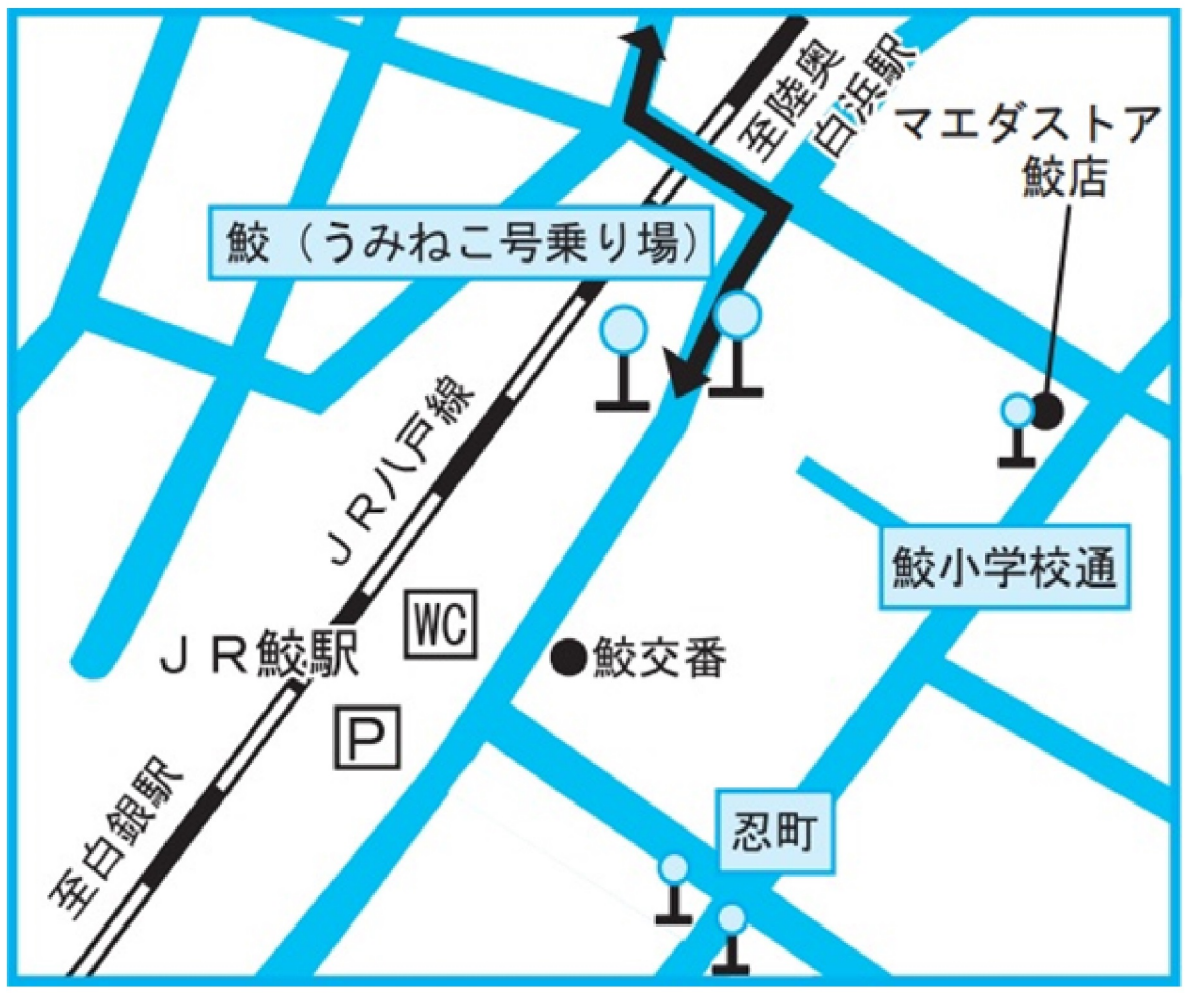 至陸奥
白浜駅
マエダストア
鮫店
鮫（うみねこ号乗り場）
ＪＲ八戸線
鮫小学校通
WC
ＪＲ鮫駅
鮫交番
P
至白銀駅
忍町